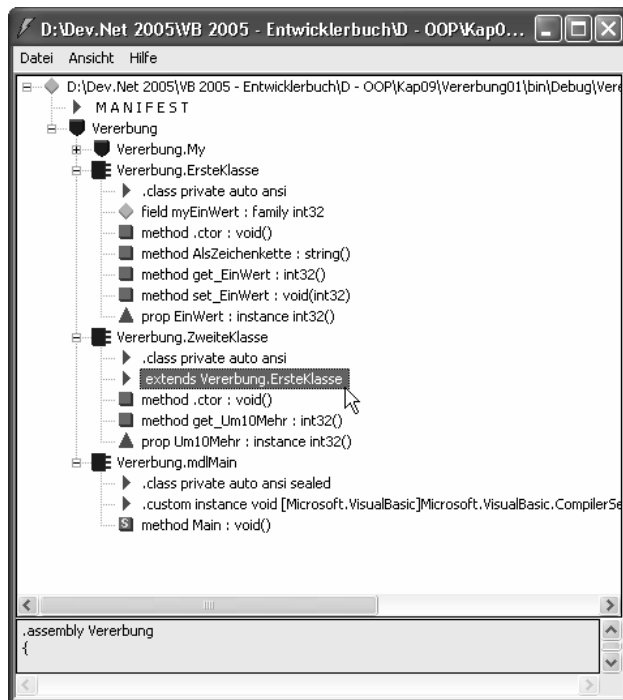 D:\Dev.Net 2005\VB 2005 - Entwicklerbuch\D - OOP\Kap0...
Datei Ansicht Hilfe
D:\Dev.Net 2005\VB 2005 - Entwicklerbuch\D - OOP\Kap09\Vererbung01\bin\Debug\Vere
M A N I F E S T
Vererbung
Vererbung.My
Vererbung.ErsteKlasse
.class private auto ansi
field myEinWert : family int32
method .ctor : void()
method AlsZeichenkette : string()
method get_EinWert : int32()
method set_EinWert : void(int32)
prop EinWert : instance int32()
Vererbung.ZweiteKlasse
.class private auto ansi
extends Vererbung.ErsteKlasse
method .ctor : void()
method get_Um10Mehr : int32()
prop Um10Mehr : instance int32()
Vererbung.mdlMain
.class private auto ansi sealed
.custom instance void [Microsoft.VisualBasic]Microsoft.VisualBasic.CompilerSe
S method Main : void()
.assembly Vererbung
{